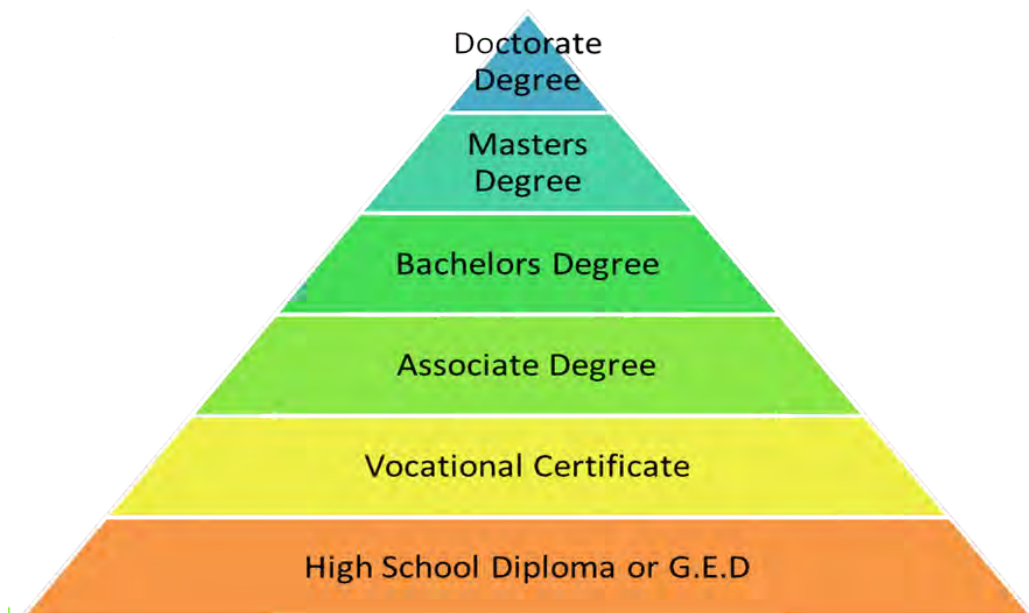 Doctorate
Degree
Masters
Degree
Bachelors Degree
Associate Degree
Vocational Certificate
High School Diploma or G.E.D